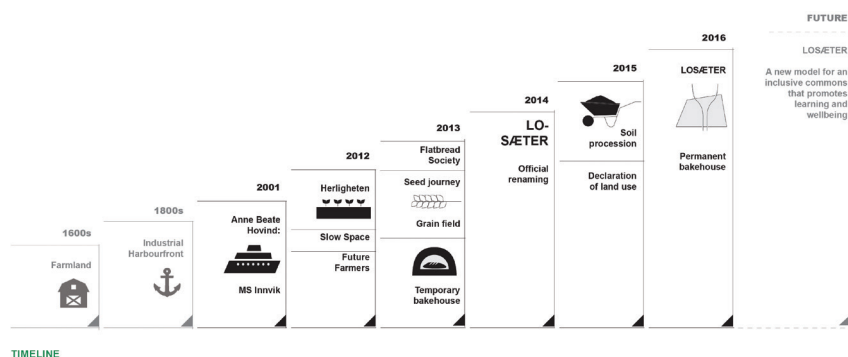 1600s
Farmland
1800s
Industrial
Harbourfront
2001
Anne Beate
Hovind:
MS Innvik
2012
Herligheten
Slow Space
Future
Farmers
2013
Flatbread
Society
Seed journey
Grain field
Temporary
bakehouse
2014
LO-
SÆTER
Official
renaming
2015
Soil
procession
Declaration
of land use
2016
LOSÆTER
Permanent
bakehouse
FUTURE
LOSÆTER
A new model for an
inclusive commons
that promotes
learning and
wellbeing
TIMELINE